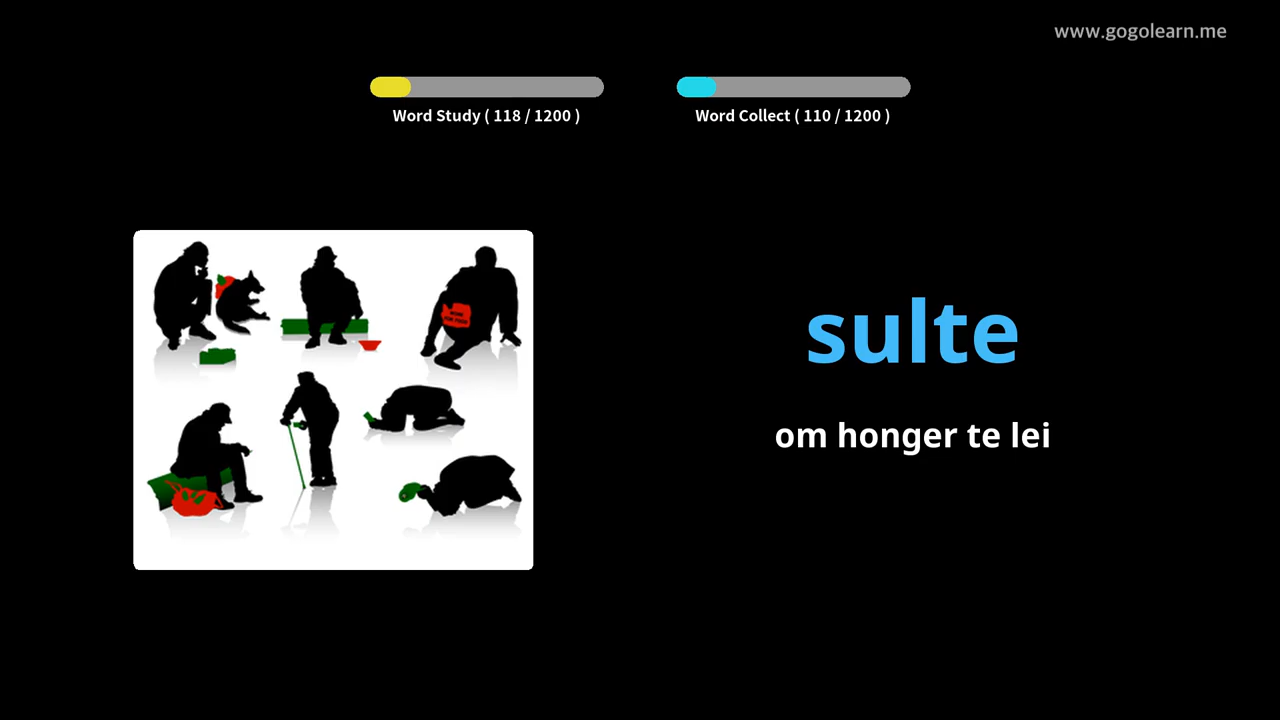 www.gogolearn.me
Word Study ( 118 / 1200 )
Word Collect ( 110 / 1200 )
sulte
om honger te lei